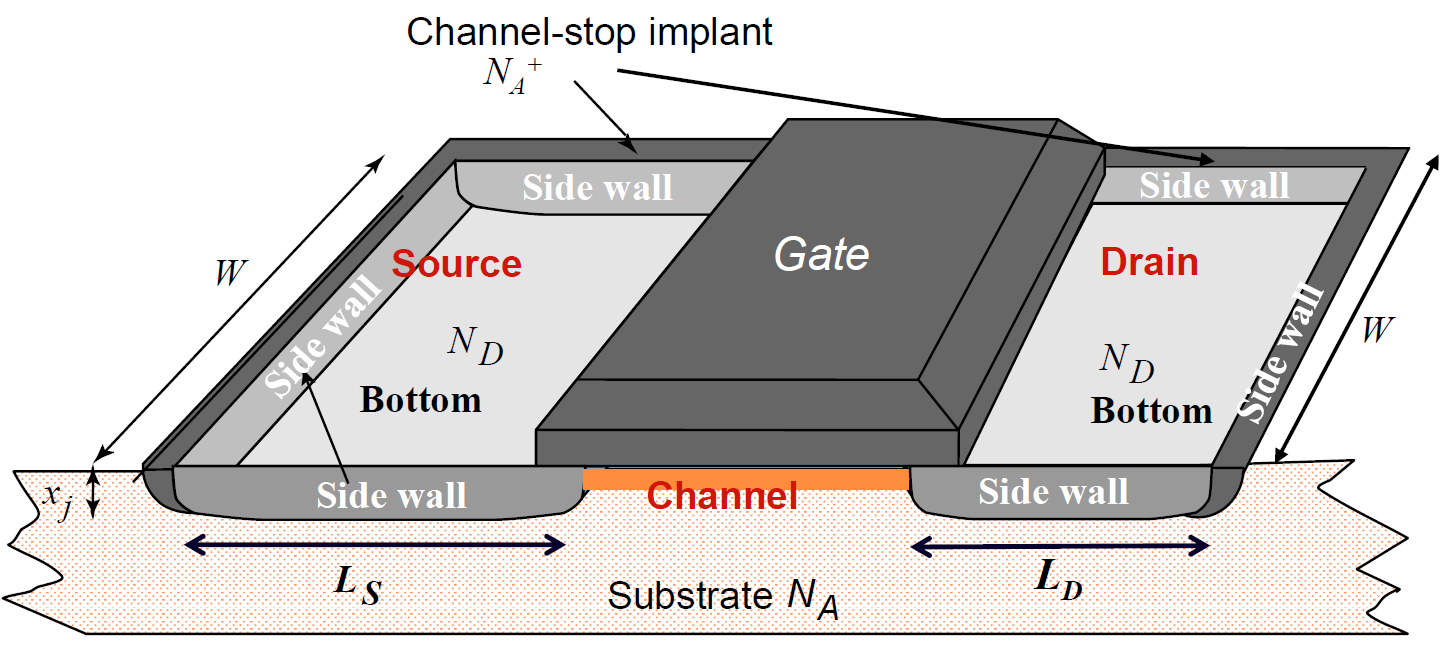 Channel-stop implant
N_A^+
Side wall
Side wall
Gate
Source
Drain
W
Side wall
Side wall
W
N_D
N_D
Bottom
Bottom
x_j
Side wall
Channel
Side wall
L_S
L_D
Substrate N_A